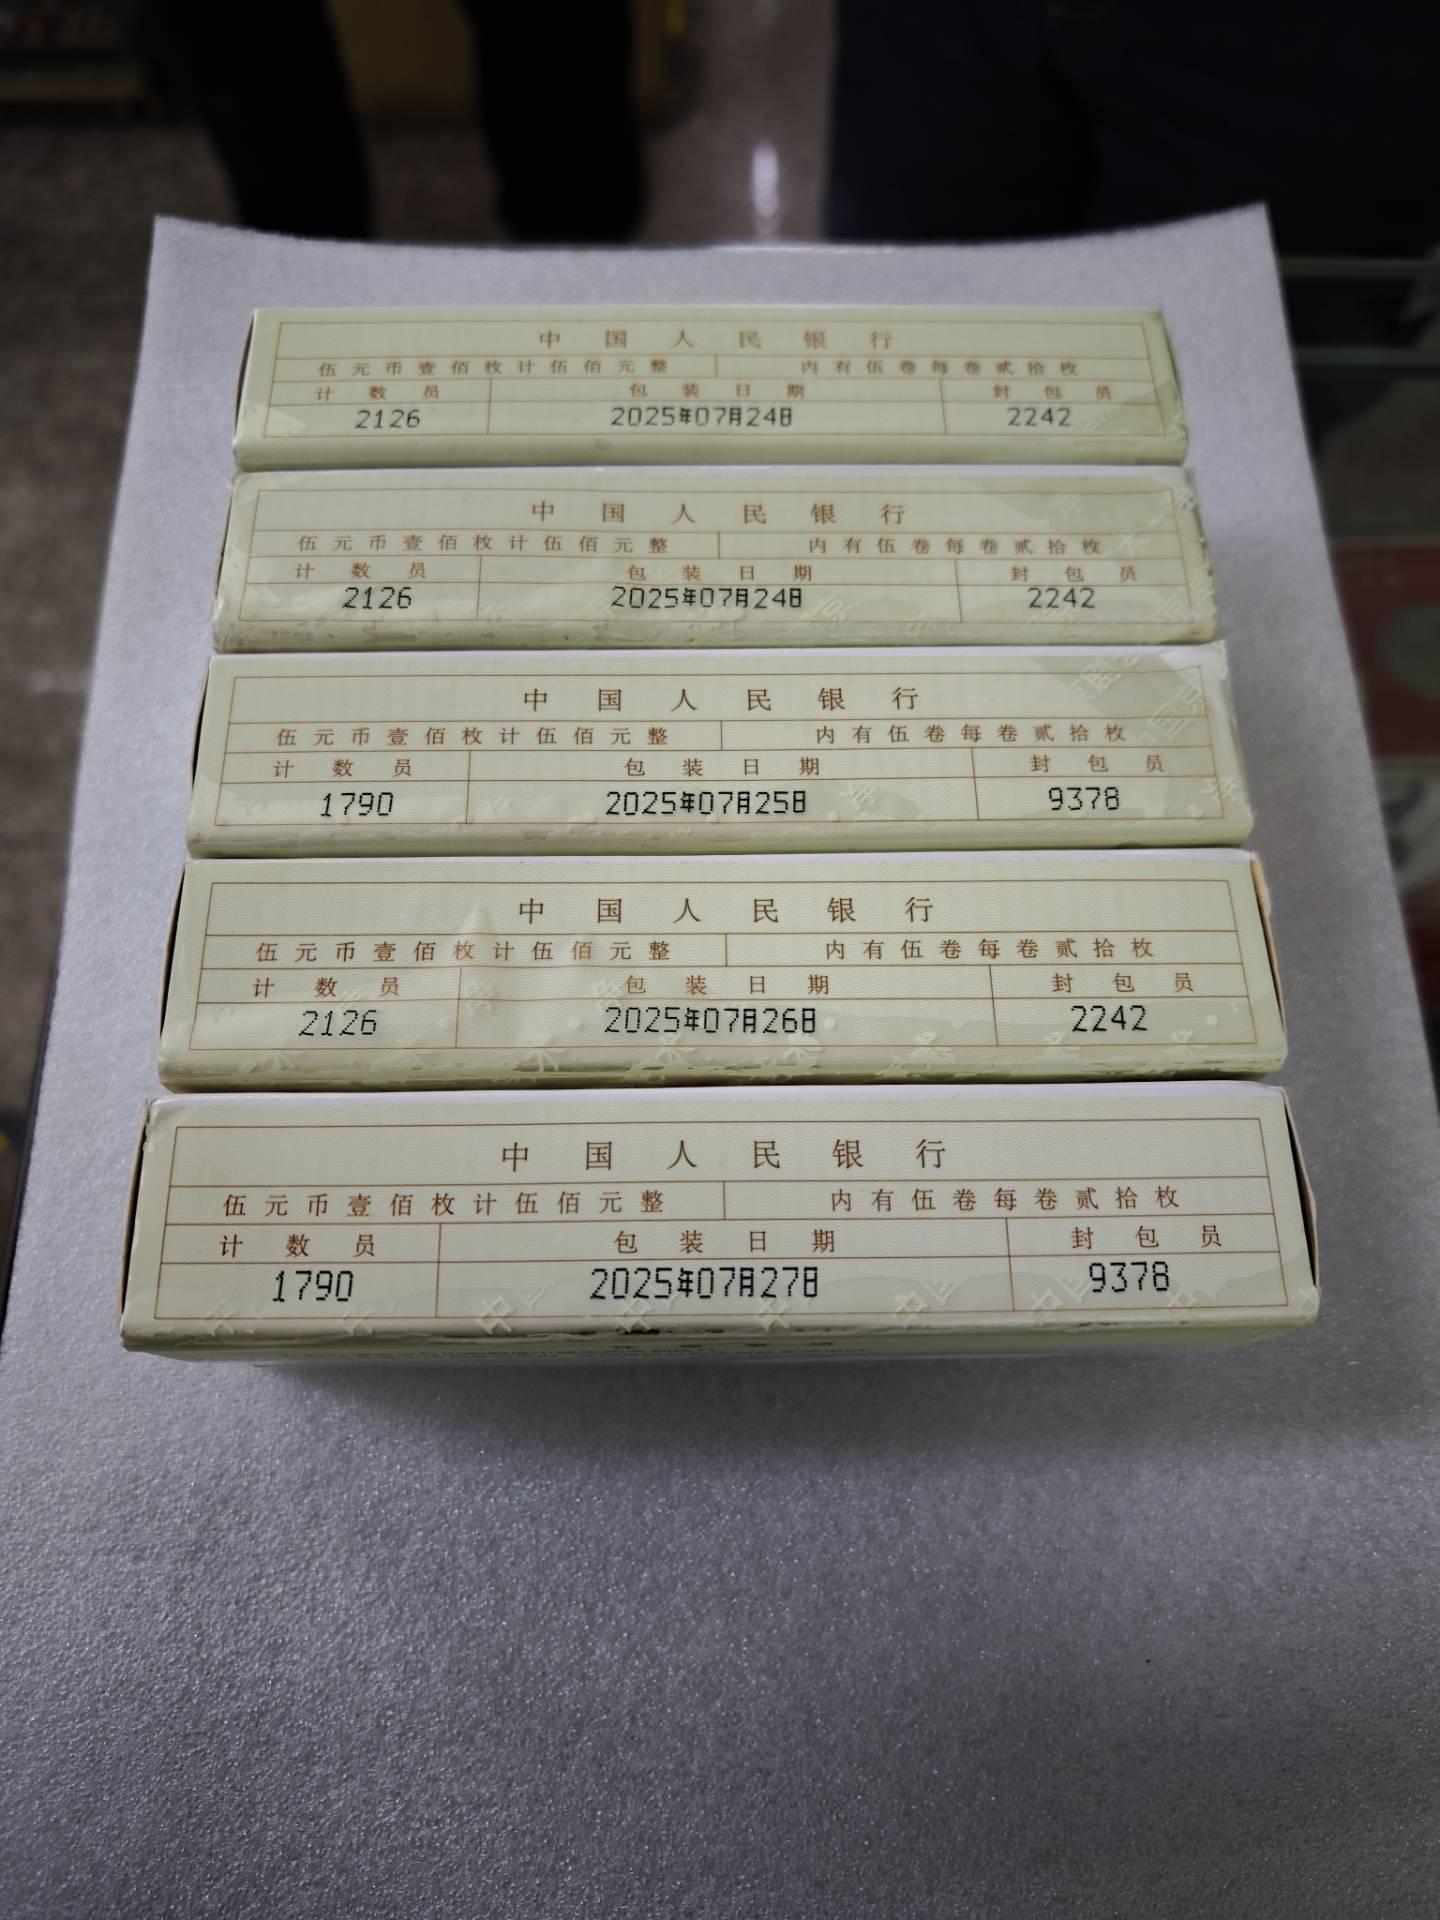 中国人民银行
伍元币壹佰枚计伍佰元整 内有伍卷每卷贰拾枚
计数员 包装日期 封包员
2126 2025年07月24日 2242
中国人民银行
伍元币壹佰枚计伍佰元整 内有伍卷每卷贰拾枚
计数员 包装日期 封包员
2126 2025年07月24日 2242
中国人民银行
伍元币壹佰枚计伍佰元整 内有伍卷每卷贰拾枚
计数员 包装日期 封包员
1790 2025年07月25日 9378
中国人民银行
伍元币壹佰枚计伍佰元整 内有伍卷每卷贰拾枚
计数员 包装日期 封包员
2126 2025年07月26日 2242
中国人民银行
伍元币壹佰枚计伍佰元整 内有伍卷每卷贰拾枚
计数员 包装日期 封包员
1790 2025年07月27日 9378